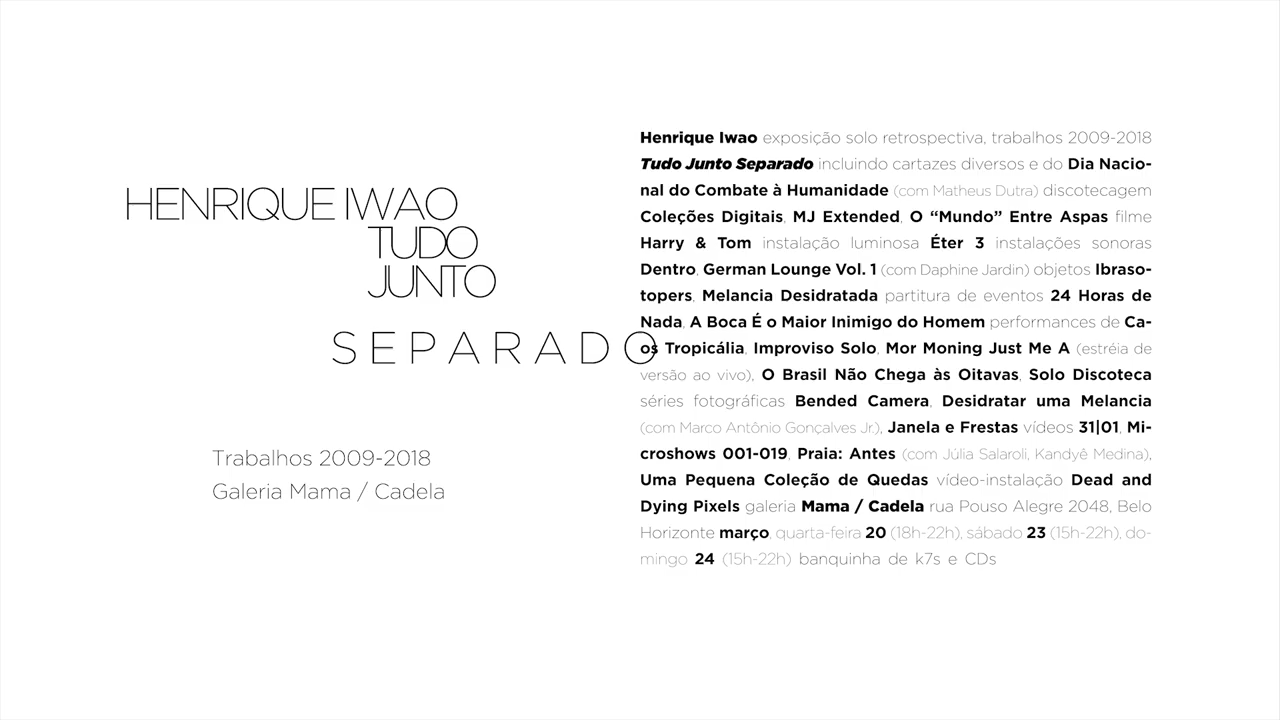 HENRIQUE IWAO
TUDO
JUNTO
SEPARADO
Trabalhos 2009-2018
Galeria Mama / Cadela
Henrique Iwao exposição solo retrospectiva, trabalhos 2009-2018
Tudo Junto Separado incluindo cartazes diversos e do Dia Nacio-
nal do Combate à Humanidade (com Matheus Dutra) discotecagem
Coleções Digitais, MJ Extended, O “Mundo” Entre Aspas filme
Harry & Tom instalação luminosa Éter 3 instalações sonoras
Dentro, German Lounge Vol. 1 (com Daphine Jardin) objetos Ibraso-
topers, Melancia Desidratada partitura de eventos 24 Horas de
Nada, A Boca É o Maior Inimigo do Homem performances de Ca-
os Tropicália, Improviso Solo, Mor Moning Just Me A (estréia de
versão ao vivo), O Brasil Não Chega às Oitavas, Solo Discoteca
séries fotográficas Bended Camera, Desidratar uma Melancia
(com Marco Antônio Gonçalves Jr.), Janela e Frestas vídeos 31|01, Mi-
croshows 001-019, Praia: Antes (com Júlia Salaroli, Kandyê Medina),
Uma Pequena Coleção de Quedas vídeo-instalação Dead and
Dying Pixels galeria Mama / Cadela rua Pouso Alegre 2048, Belo
Horizonte março, quarta-feira 20 (18h-22h), sábado 23 (15h-22h), do-
mingo 24 (15h-22h) banquinha de k7s e CDs